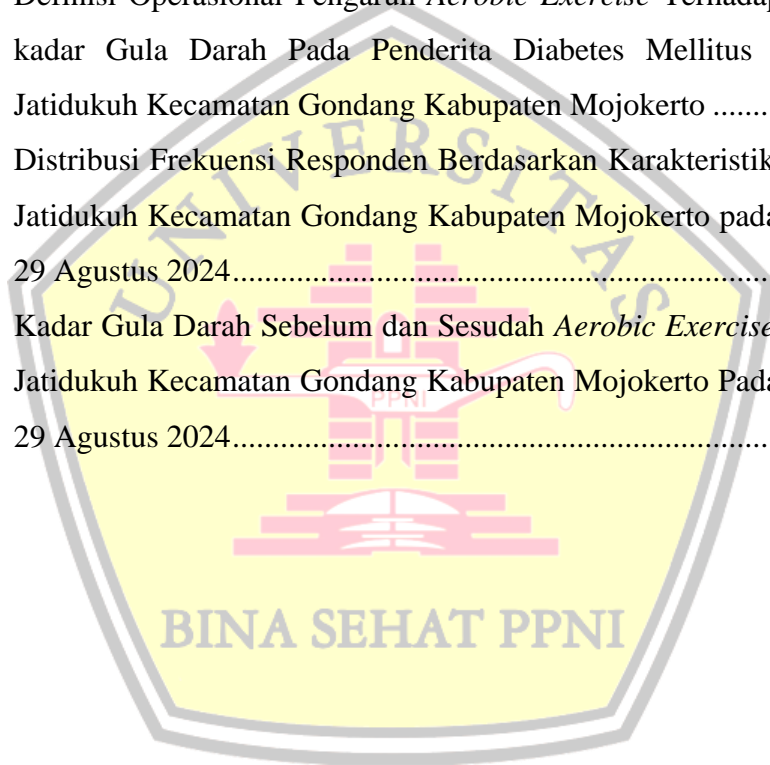 Definisi Operasional Pengaruh Aerobic Exercise Terhadap
kadar Gula Darah Pada Penderita Diabetes Mellitus
Jatidukuh Kecamatan Gondang Kabupaten Mojokerto .......
Distribusi Frekuensi Responden Berdasarkan Karakteristik
Jatidukuh Kecamatan Gondang Kabupaten Mojokerto pada
29 Agustus 2024....................................................................
Kadar Gula Darah Sebelum dan Sesudah Aerobic Exercise
Jatidukuh Kecamatan Gondang Kabupaten Mojokerto Pada
29 Agustus 2024....................................................................
UNIVERSITAS
PPNI
BINA SEHAT PPNI